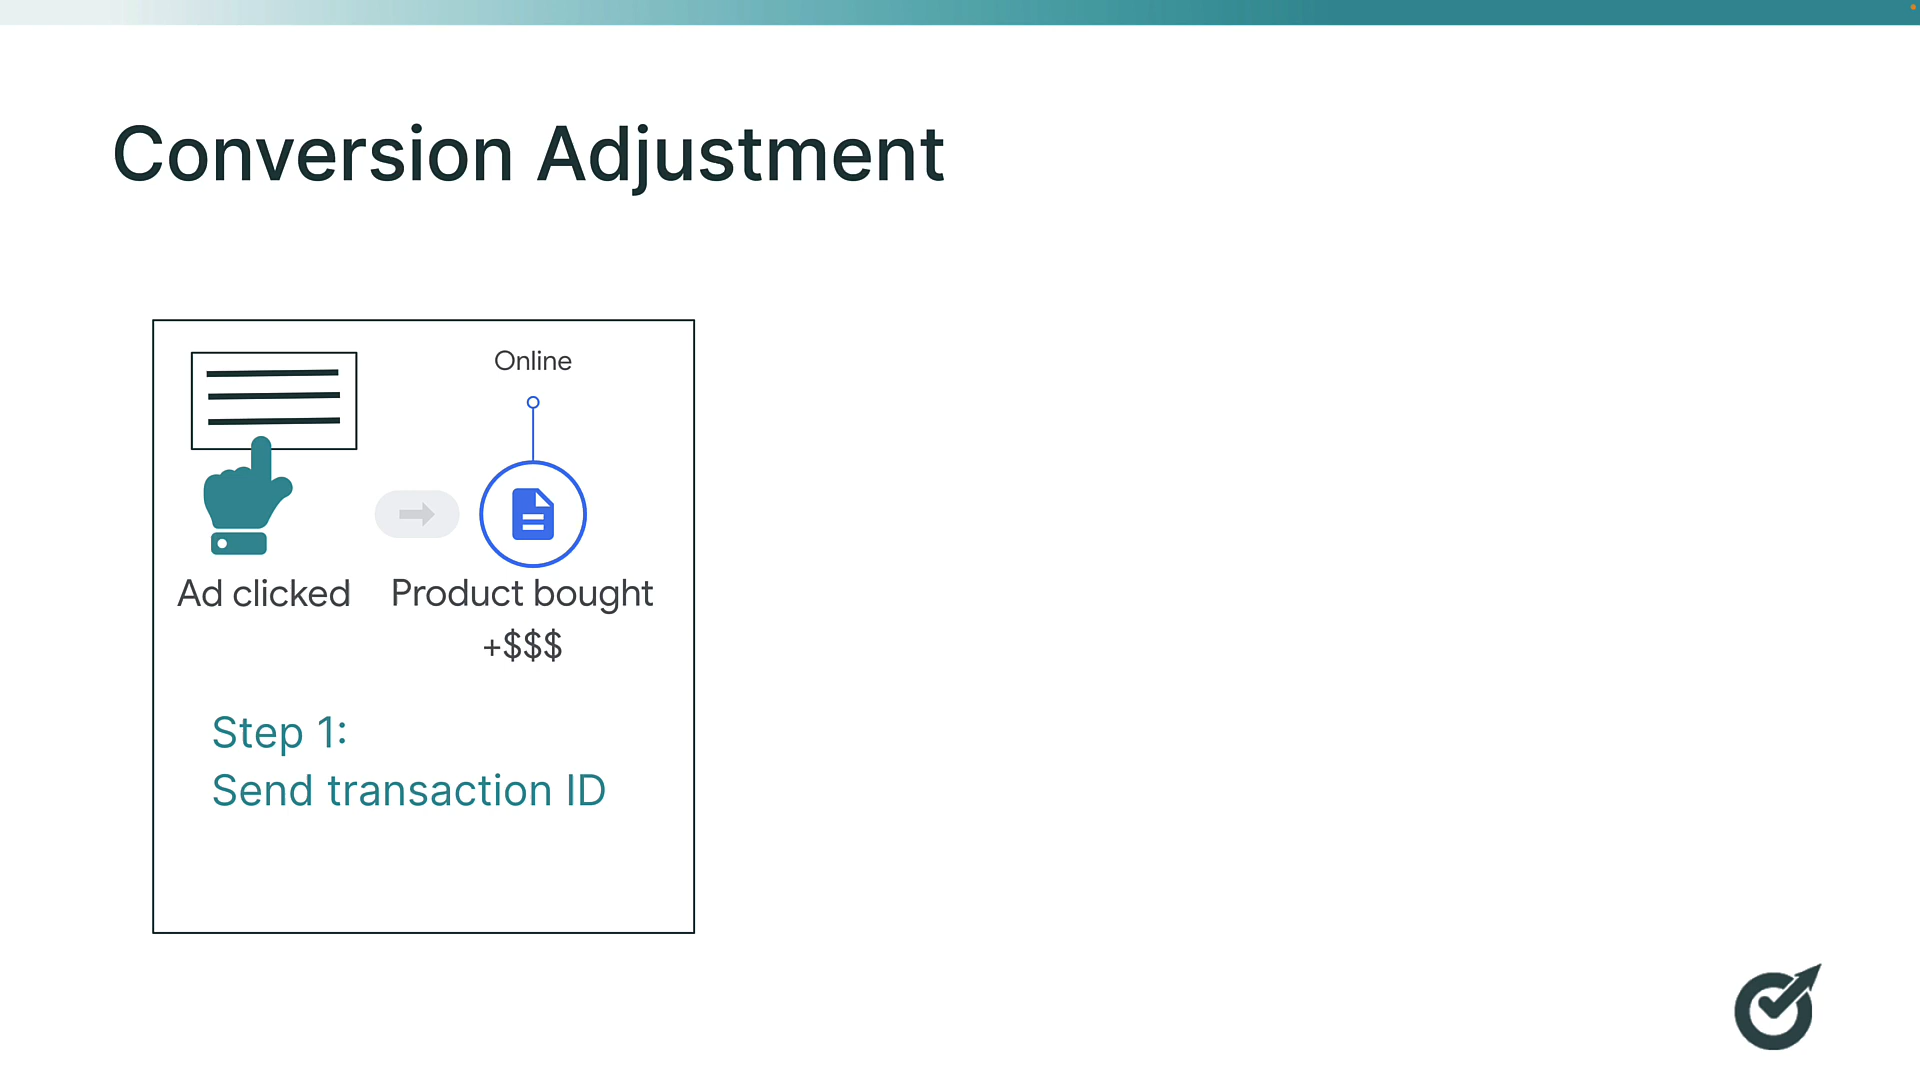 Conversion Adjustment
Online
Ad clicked
Product bought
+$$$
Step 1:
Send transaction ID